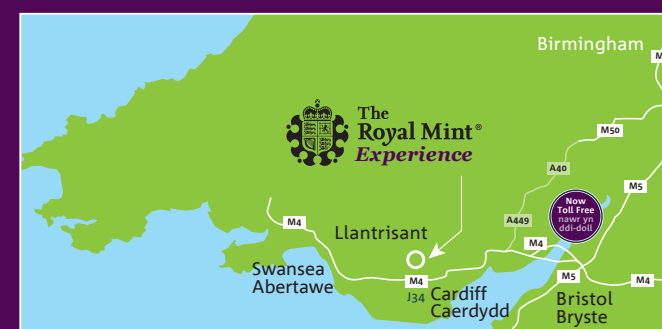 Birmingham
M
The
Royal Mint®
Experience
M50
A40
M5
Now
Toll Free
nawr yn
ddi-doll
M4
A449
Llantrisant
M4
Swansea
Abertawe
M4
J34
Cardiff
Caerdydd
M5
M4
Bristol
Bryste